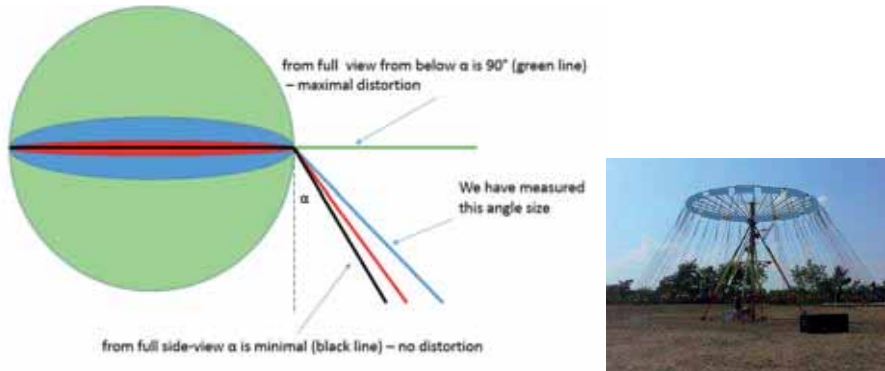 from full view from below α is 90° (green line)
– maximal distortion
We have measured
this angle size
α
from full side-view α is minimal (black line) – no distortion